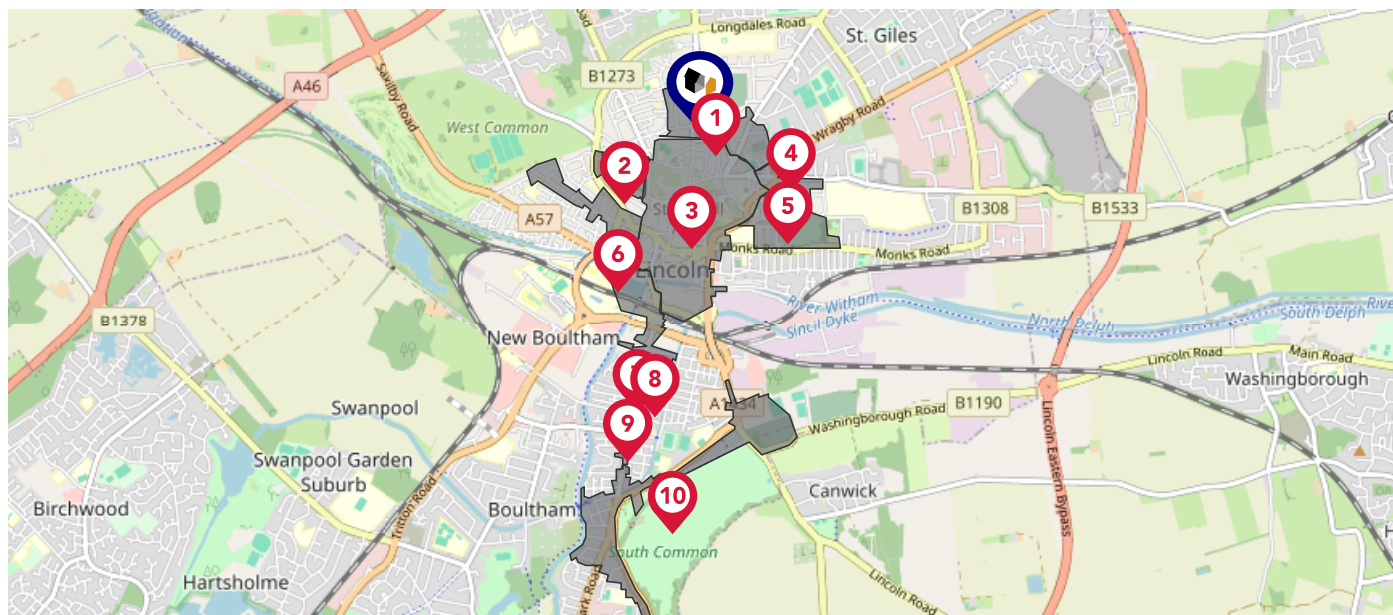 Longdales Road
St. Giles
B1273
A46
Saxilby Road
1
Wragby Road
West Common
2
4
3
5
A57
B1308
B1533
Monks Road
Monks Road
6
Lincoln
River Witham
Sincil Dyke
North Delph
South Delph
B1378
New Boultham
Lincoln Road
Main Road
Washingborough
8
Swanpool
B1190
Washingborough Road
9
Swanpool Garden
Suburb
Lincoln Eastern Bypass
Tritton Road
10
Canwick
Birchwood
Boultham
South Common
Hartsholme
Lincoln Road